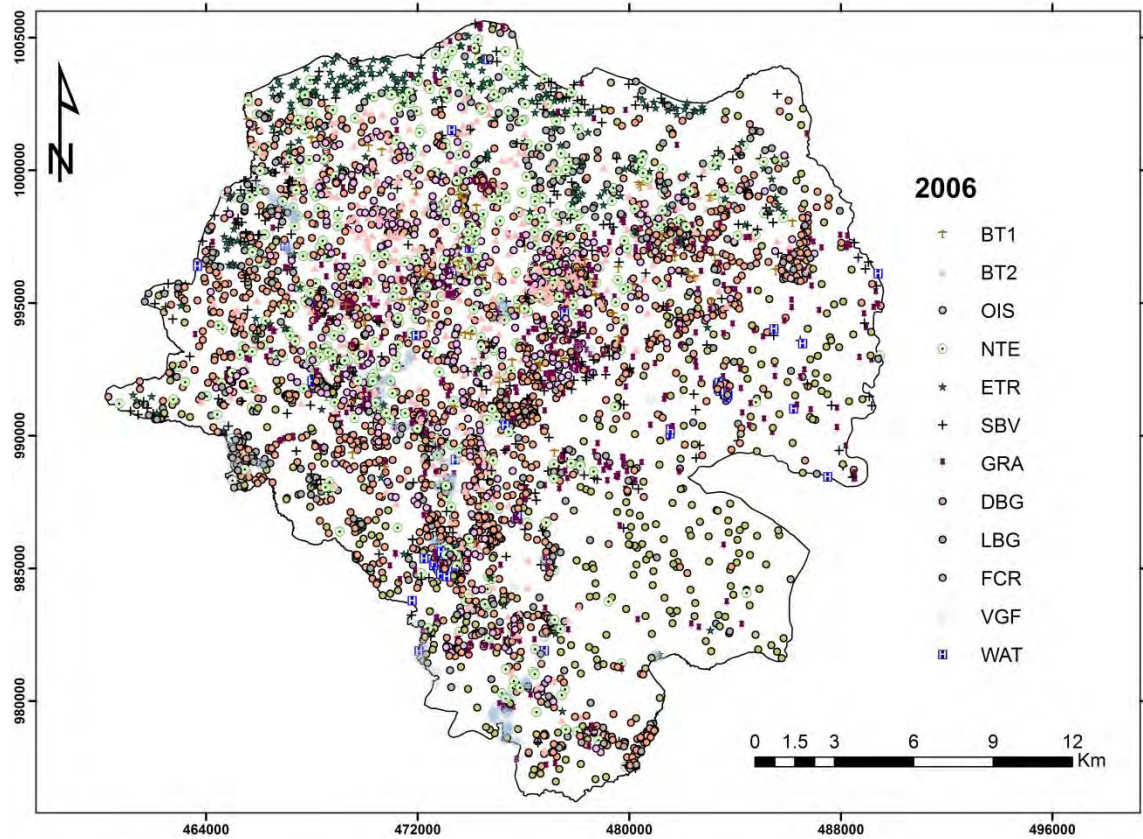 1005000
1000000
995000
990000
985000
980000
N
2006
BT1
BT2
OIS
NTE
ETR
SBV
GRA
DBG
LBG
FCR
VGF
WAT
0 1.5 3 6 9 12
Km
464000 472000 480000 488000 496000